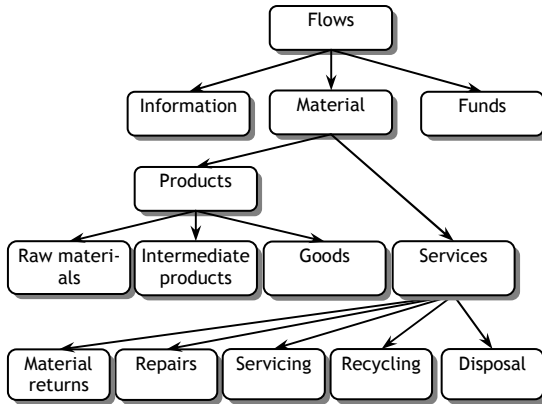 Flows
Information
Material
Funds
Products
Raw materi-
als
Intermediate
products
Goods
Services
Material
returns
Repairs
Servicing
Recycling
Disposal